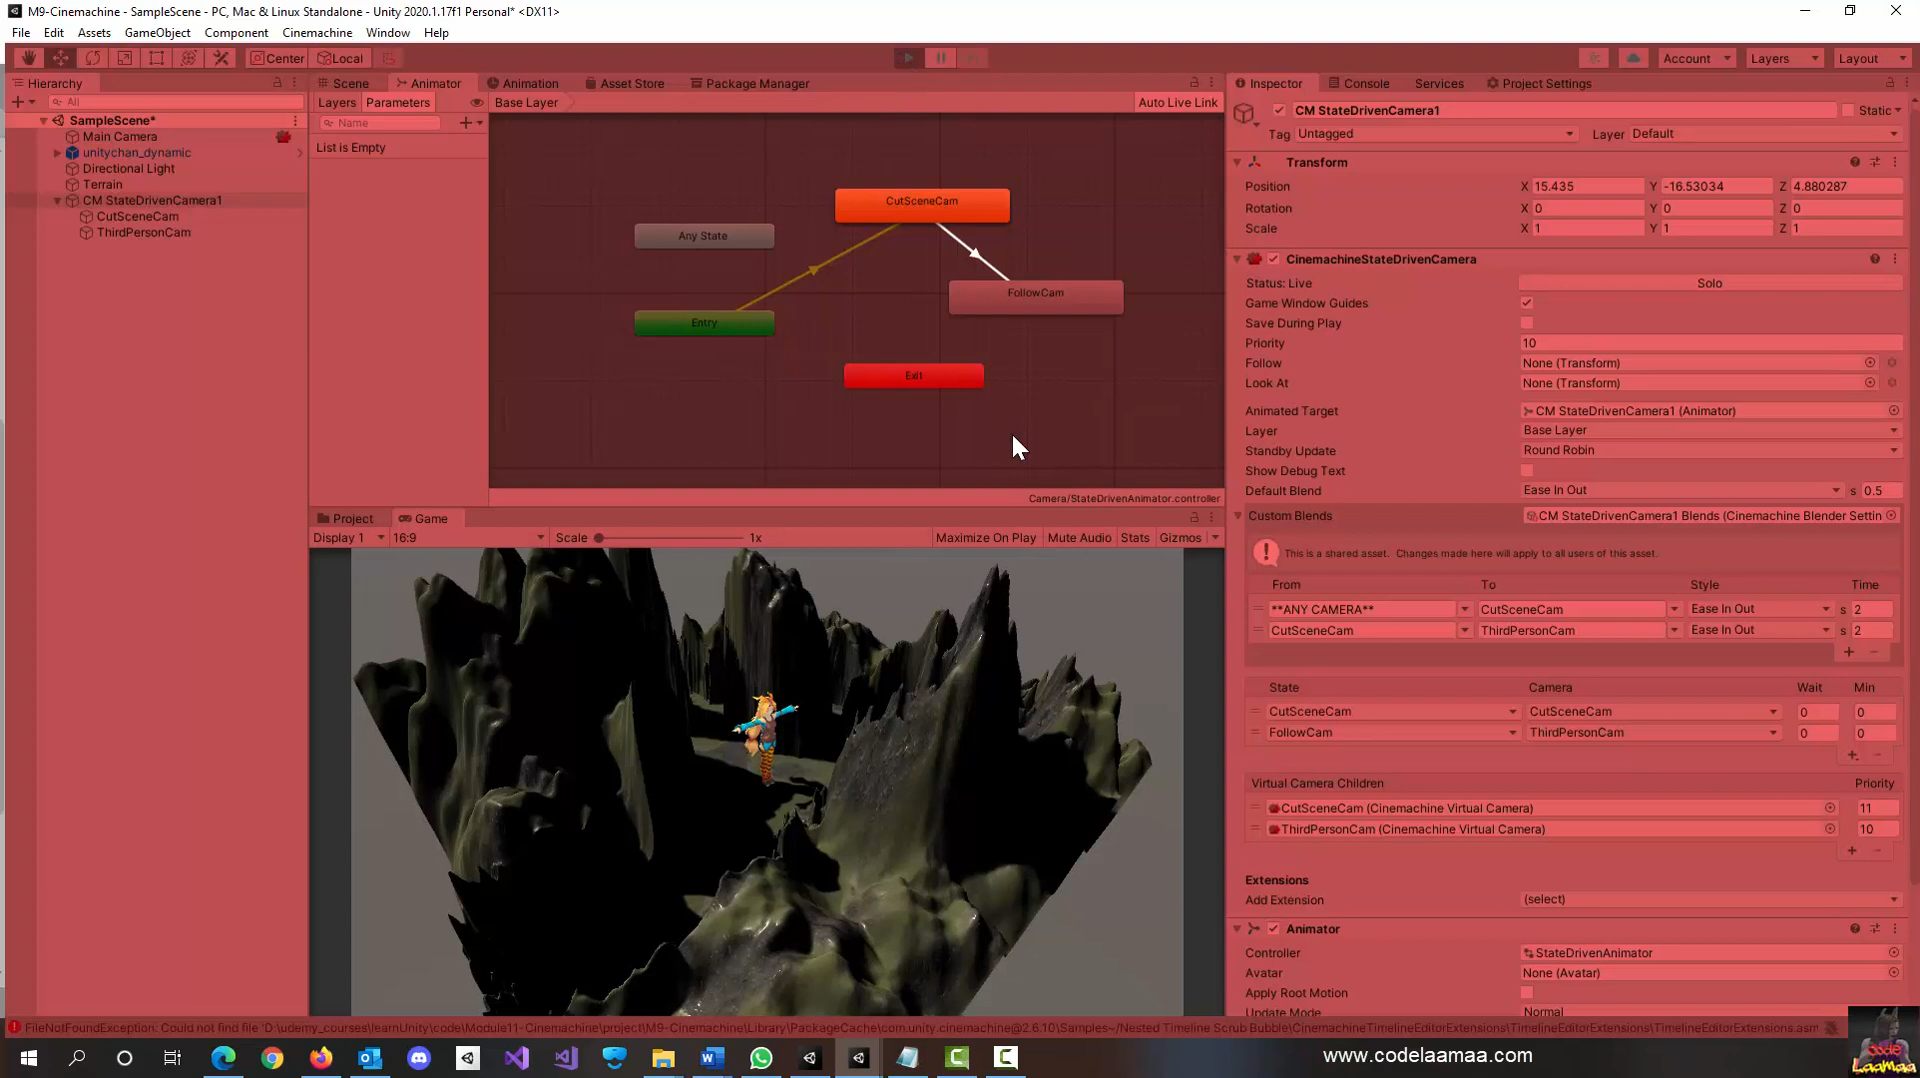 M9-Cinemachine - SampleScene - PC, Mac & Linux Standalone - Unity 2020.1.17f1 Personal* <DX11>
File Edit Assets GameObject Component Cinemachine Window Help
Center Local Account Layers Layout
Hierarchy
All
SampleScene*
Main Camera
unitychan_dynamic
Directional Light
Terrain
CM StateDrivenCamera1
CutSceneCam
ThirdPersonCam
Scene Animator Animation Asset Store Package Manager
Layers Parameters Base Layer Auto Live Link
Name
List is Empty
CutSceneCam
Any State
FollowCam
Entry
Exit
Camera/StateDrivenAnimator.controller
Project Game
Display 1 16:9 Scale 1x Maximize On Play Mute Audio Stats Gizmos
Inspector Console Services Project Settings
CM StateDrivenCamera1 Static
Tag Untagged Layer Default
Transform
Position X 15.435 Y -16.53034 Z 4.880287
Rotation X 0 Y 0 Z 0
Scale X 1 Y 1 Z 1
CinemachineStateDrivenCamera
Status: Live Solo
Game Window Guides
Save During Play
Priority 10
Follow None (Transform)
Look At None (Transform)
Animated Target CM StateDrivenCamera1 (Animator)
Layer Base Layer
Standby Update Round Robin
Show Debug Text
Default Blend Ease In Out s 0.5
Custom Blends CM StateDrivenCamera1 Blends (Cinemachine Blender Settin
This is a shared asset. Changes made here will apply to all users of this asset.
From To Style Time
**ANY CAMERA** CutSceneCam Ease In Out s 2
CutSceneCam ThirdPersonCam Ease In Out s 2
State Camera Wait Min
CutSceneCam CutSceneCam 0 0
FollowCam ThirdPersonCam 0 0
Virtual Camera Children Priority
CutSceneCam (Cinemachine Virtual Camera) 11
ThirdPersonCam (Cinemachine Virtual Camera) 10
Extensions
Add Extension (select)
Animator
Controller StateDrivenAnimator
Avatar None (Avatar)
Apply Root Motion
Update Mode Normal
FileNotFoundException: Could not find file 'D:\udemy_courses\learnUnity\code\Module11-Cinemachine\project\M9-Cinemachine\Library\PackageCache\com.unity.cinemachine@2.6.10\Samples~/Nested Timeline Scrub Bubble\CinemachineTimelineEditorExtensions\TimelineEditorExtensions\TimelineEditorExtensions.asm
www.codelaamaa.com
Code
Laamaa